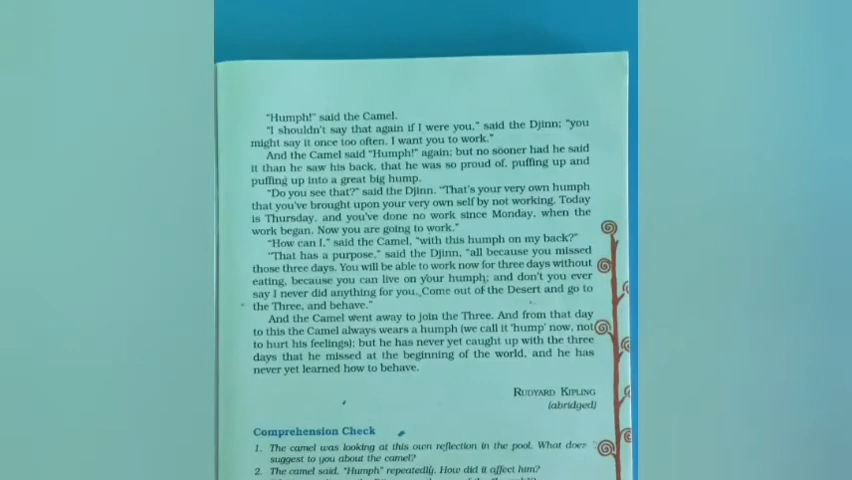 "Humph!" said the Camel.
"I shouldn't say that again if I were you," said the Djinn; "you
might say it once too often. I want you to work."
And the Camel said "Humph!" again; but no sooner had he said
it than he saw his back, that he was so proud of, puffing up and
puffing up into a great big humph.
"Do you see that?" said the Djinn. "That's your very own humph
that you've brought upon your very own self by not working. Today
is Thursday, and you've done no work since Monday, when the
work began. Now you are going to work."
"How can I," said the Camel, "with this humph on my back?"
"That has a purpose," said the Djinn, "all because you missed
those three days. You will be able to work now for three days without
eating, because you can live on your humph; and don't you ever
say I never did anything for you. Come out of the Desert and go to
the Three, and behave."
And the Camel went away to join the Three. And from that day
to this the Camel always wears a humph (we call it 'hump' now, not
to hurt his feelings); but he has never yet caught up with the three
days that he missed at the beginning of the world, and he has
never yet learned how to behave.
RUDYARD KIPLING
(abridged)
Comprehension Check
1. The camel was looking at this own reflection in the pool. What does
suggest to you about the camel?
2. The camel said, "Humph" repeatedly. How did it affect him?